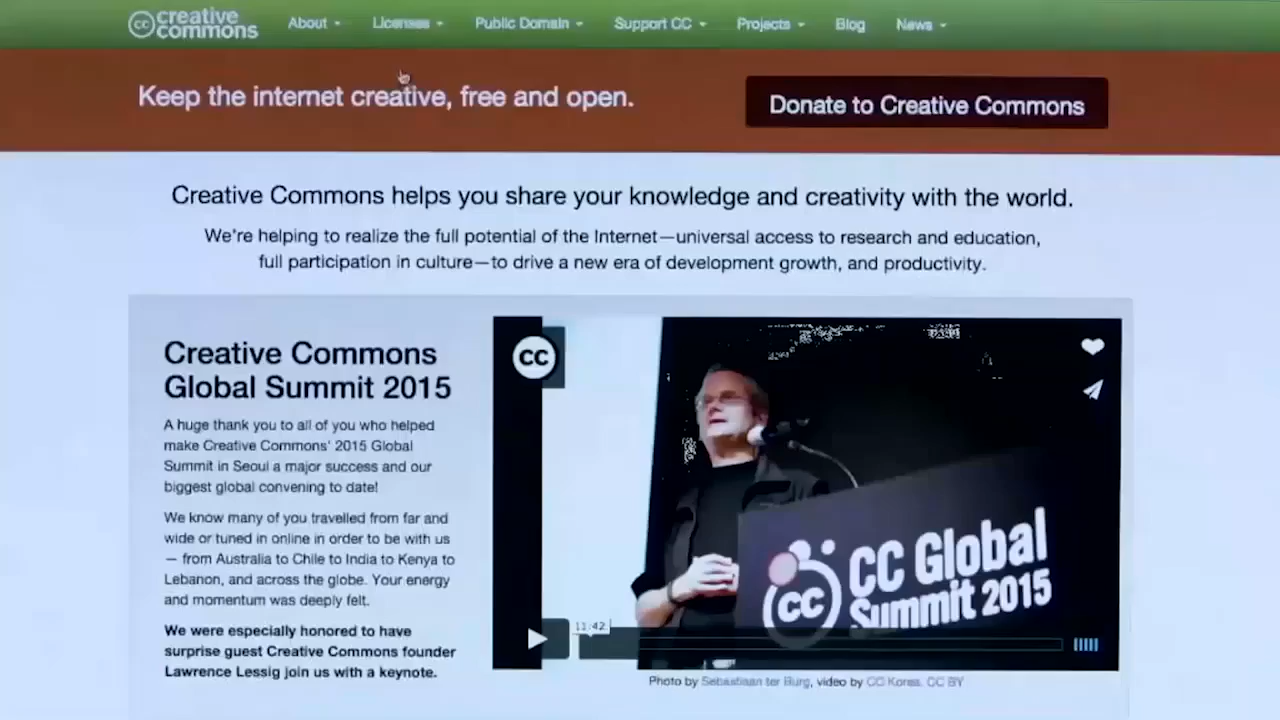 creative commons
About Licenses Public Domain Support CC Projects Blog News
Keep the internet creative, free and open.
Donate to Creative Commons
Creative Commons helps you share your knowledge and creativity with the world.
We're helping to realize the full potential of the Internet—universal access to research and education,
full participation in culture—to drive a new era of development growth, and productivity.
Creative Commons
Global Summit 2015
A huge thank you to all of you who helped
make Creative Commons' 2015 Global
Summit in Seoul a major success and our
biggest global convening to date!
We know many of you travelled from far and
wide or tuned in online in order to be with us
— from Australia to Chile to India to Kenya to
Lebanon, and across the globe. Your energy
and momentum was deeply felt.
We were especially honored to have
surprise guest Creative Commons founder
Lawrence Lessig join us with a keynote.
cc
cc
CC Global
Summit 2015
11:42
Photo by Sebastiaan ter Burg, video by CC Korea, CC BY